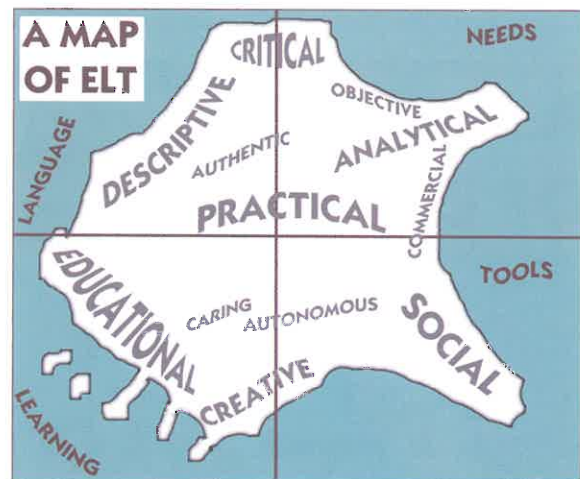 A MAP
OF ELT
CRITICAL
NEEDS
OBJECTIVE
DESCRIPTIVE
LANGUAGE
AUTHENTIC
ANALYTICAL
COMMERCIAL
PRACTICAL
EDUCATIONAL
TOOLS
CARING
AUTONOMOUS
SOCIAL
CREATIVE
LEARNING